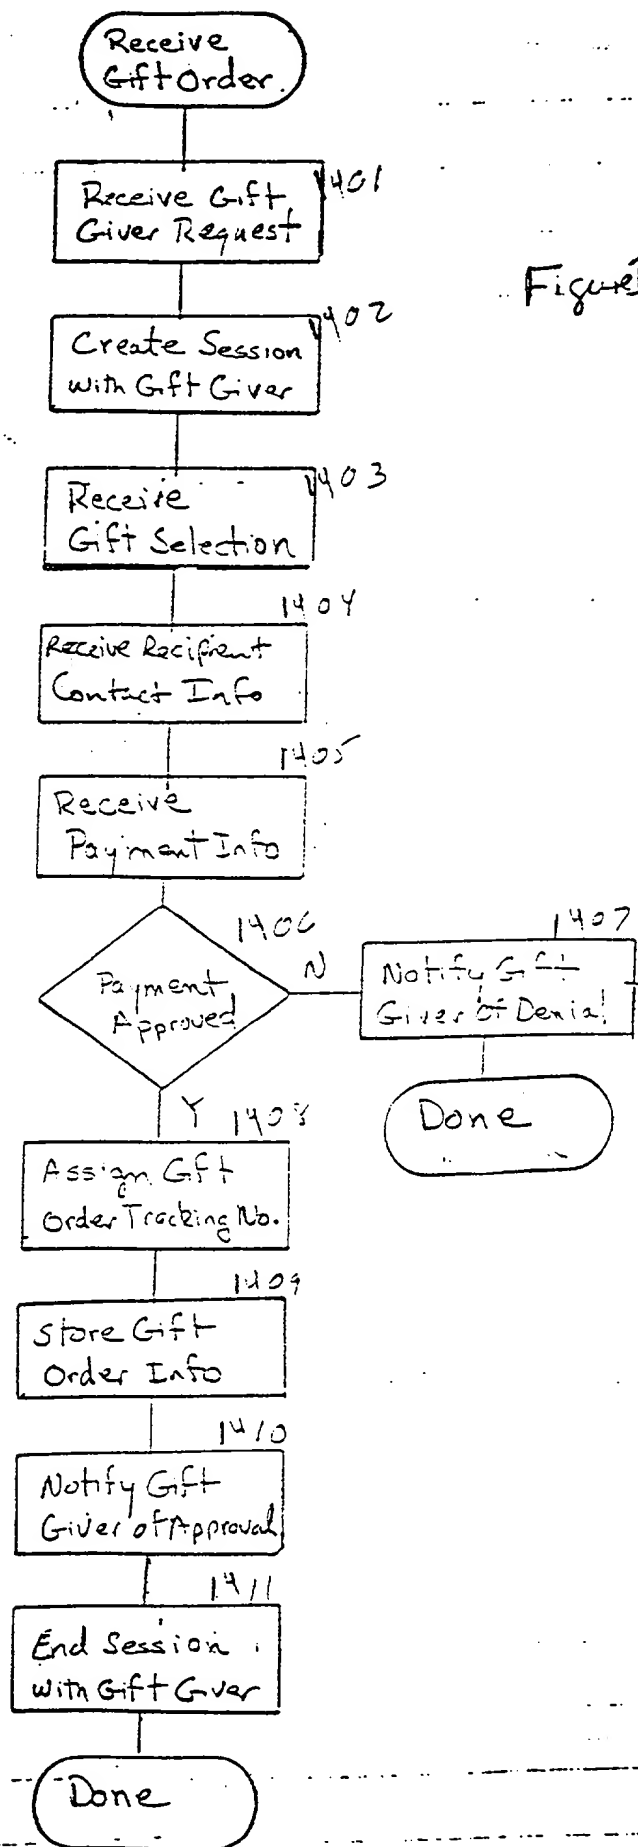 Receive
Gift Order.
1401
Receive Gift
Giver Request
Figure
1402
Create Session
with Gift Giver
1403
Receive
Gift Selection
1404
Receive Recipient
Contact Info
1405
Receive
Payment Info
1406
Payment
Approved
N
1407
Notify Gift
Giver of Denial
Done
Y
1408
Assign Gift
Order Tracking No.
1409
Store Gift
Order Info
1410
Notify Gift
Giver of Approval
1411
End Session
with Gift Giver
Done